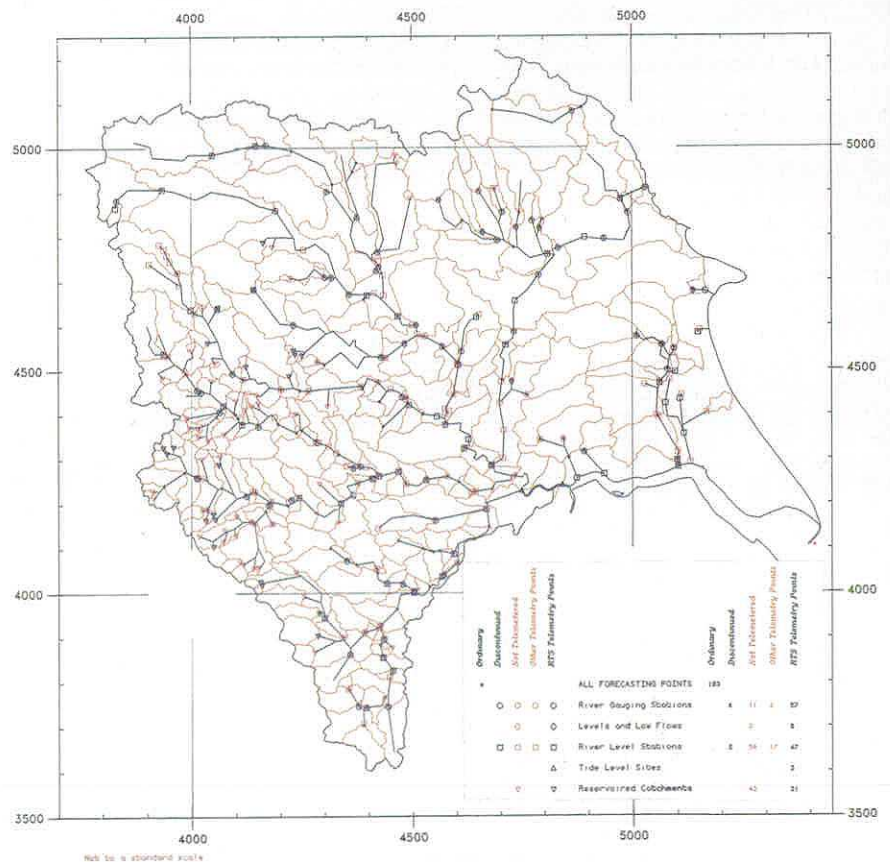 4000 4500 5000
5000 5000
4500 4500
4000 4000
3500 3500
4000 4500 5000
Ordinary Discontinued Not Telemetered Other Telemetry Points RTS Telemetry Points Ordinary Discontinued Not Telemetered Other Telemetry Points RTS Telemetry Points
ALL FORECASTING POINTS
River Gauging Stations 57
Levels and Low Flows
River Level Stations 17 47
Tide Level Sites
Reservoired Catchments
Not to a standard scale